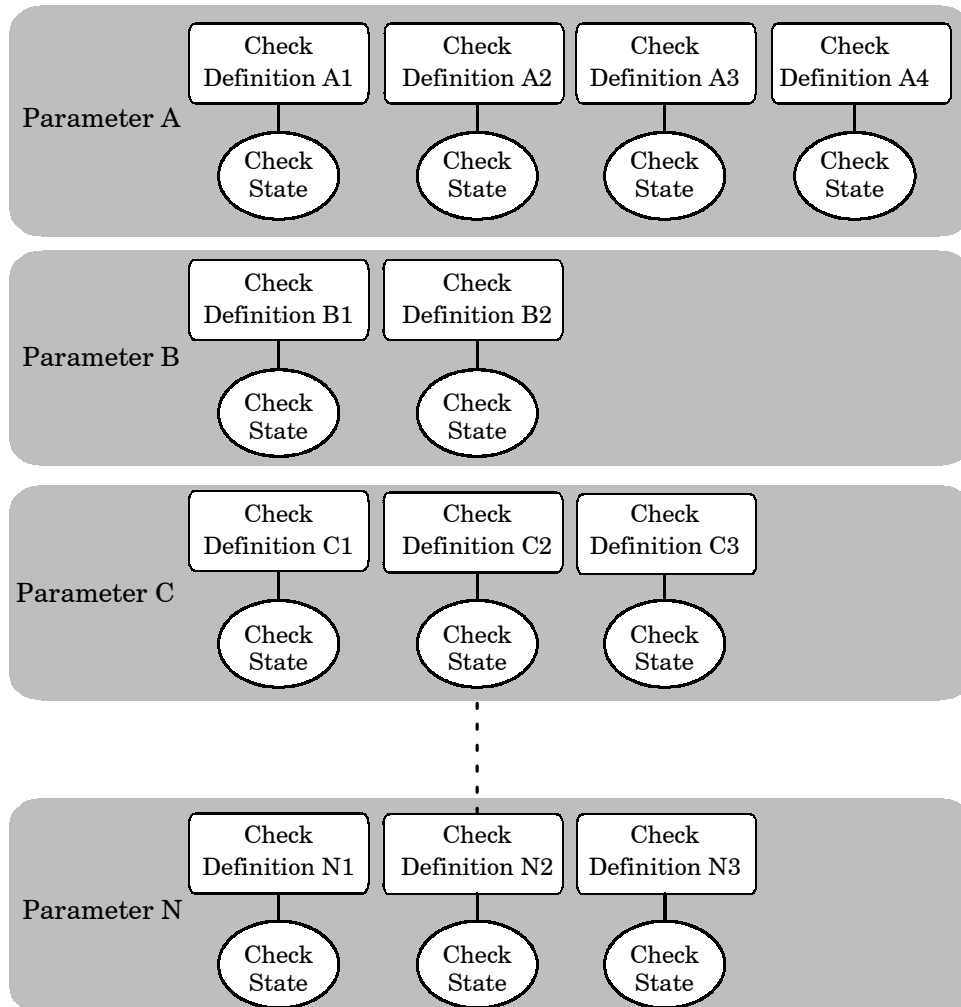 Check
Definition A1
Check
Definition A2
Check
Definition A3
Check
Definition A4
Parameter A
Check
State
Check
State
Check
State
Check
State
Check
Definition B1
Check
Definition B2
Parameter B
Check
State
Check
State
Check
Definition C1
Check
Definition C2
Check
Definition C3
Parameter C
Check
State
Check
State
Check
State
Check
Definition N1
Check
Definition N2
Check
Definition N3
Parameter N
Check
State
Check
State
Check
State